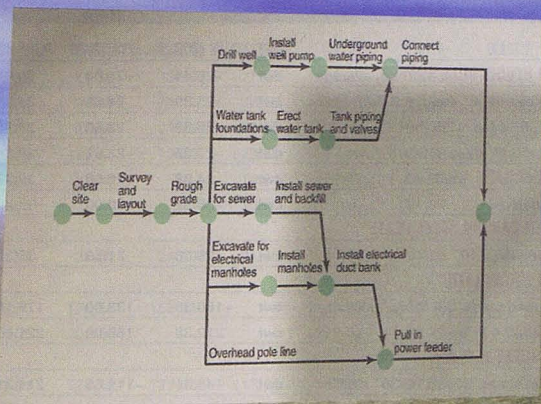 Drill well
Install
well pump
Underground
water piping
Connect
piping
Water tank
foundations
Erect
water tank
Tank piping
and valves
Clear
site
Survey
and
layout
Rough
grade
Excavate
for sewer
Install sewer
and backfill
Excavate for
electrical
manholes
Install
manholes
Install electrical
duct bank
Overhead pole line
Pull in
power feeder